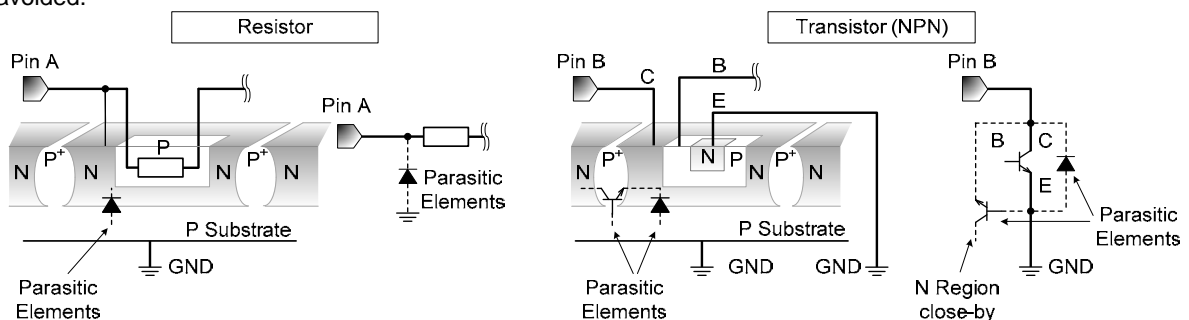 avoided.
Resistor
Transistor (NPN)
Pin A
Pin A
N
P+
N
P
N
P+
N
Parasitic
Elements
P Substrate
GND
Parasitic
Elements
Pin B
C
B
E
N
P+
N
N
P
N
P+
N
P Substrate
GND
GND
Parasitic
Elements
Pin B
B
C
E
Parasitic
Elements
GND
N Region
close-by